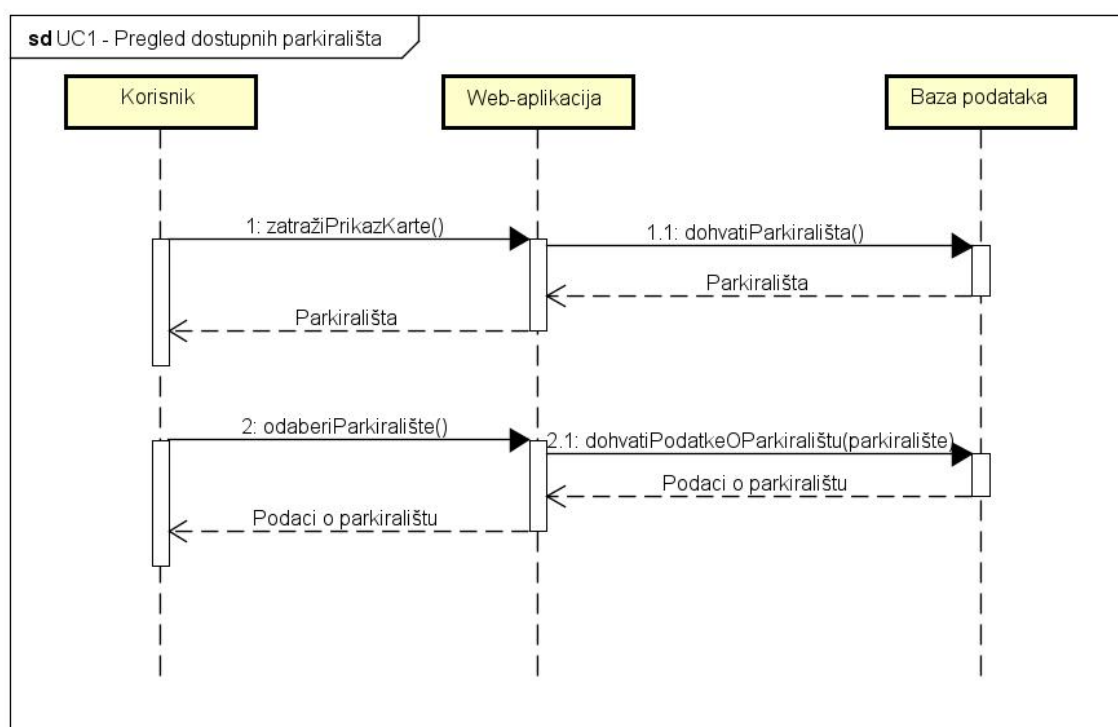 sd UC1 - Pregled dostupnih parkirališta
Korisnik
Web-aplikacija
Baza podataka
1: zatražiPrikazKarte()
1.1: dohvatiParkirališta()
Parkirališta
Parkirališta
2: odaberiParkiralište()
2.1: dohvatiPodatkeOParkiralištu(parkiralište)
Podaci o parkiralištu
Podaci o parkiralištu